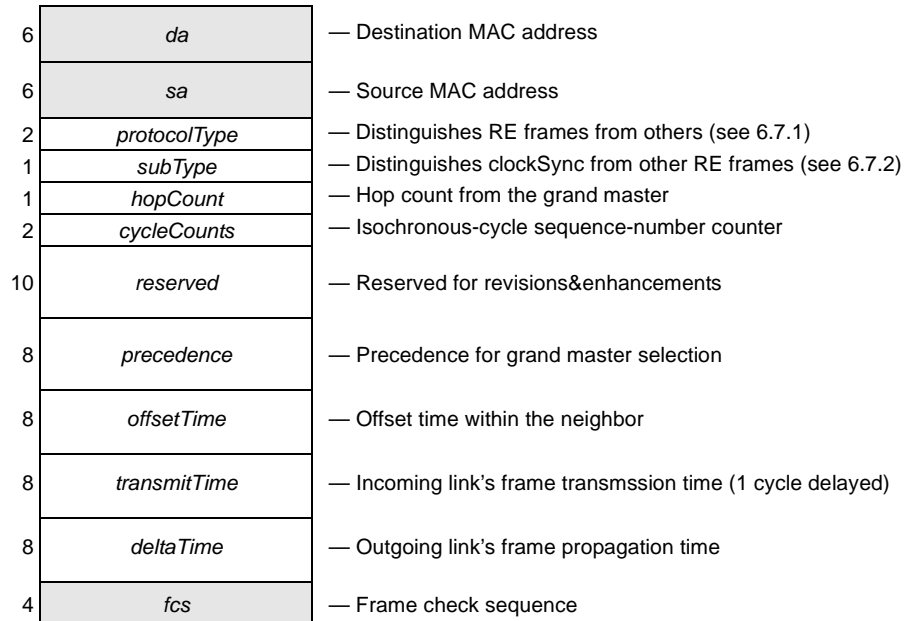 6 da — Destination MAC address
6 sa — Source MAC address
2 protocolType — Distinguishes RE frames from others (see 6.7.1)
1 subType — Distinguishes clockSync from other RE frames (see 6.7.2)
1 hopCount — Hop count from the grand master
2 cycleCounts — Isochronous-cycle sequence-number counter
10 reserved — Reserved for revisions&enhancements
8 precedence — Precedence for grand master selection
8 offsetTime — Offset time within the neighbor
8 transmitTime — Incoming link’s frame transmssion time (1 cycle delayed)
8 deltaTime — Outgoing link’s frame propagation time
4 fcs — Frame check sequence